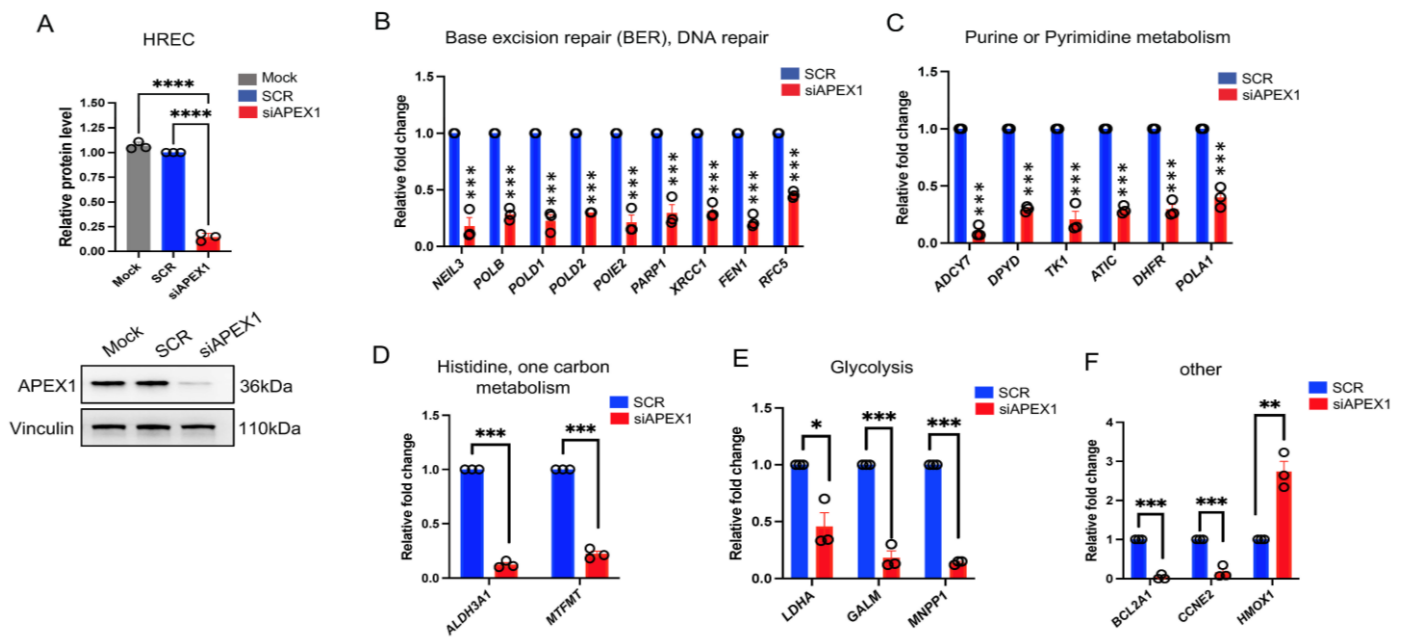 A
HREC
Mock
SCR
siAPEX1
****
****
Relative protein level
1.50
1.25
1.00
0.75
0.50
0.25
0.00
Mock
SCR
siAPEX1
Mock
SCR
siAPEX1
APEX1
36kDa
Vinculin
110kDa
B
Base excision repair (BER), DNA repair
SCR
siAPEX1
Relative fold change
1.5
1.0
0.5
0.0
***
***
***
***
***
***
***
***
***
NEIL3
POLB
POLD1
POLD2
POIE2
PARP1
XRCC1
FEN1
RFC5
C
Purine or Pyrimidine metabolism
SCR
siAPEX1
Relative fold change
1.5
1.0
0.5
0.0
***
***
***
***
***
***
ADCY7
DPYD
TK1
ATIC
DHFR
POLA1
D
Histidine, one carbon
metabolism
SCR
siAPEX1
Relative fold change
1.5
1.0
0.5
0.0
***
***
ALDH3A1
MTFMT
E
Glycolysis
SCR
siAPEX1
Relative fold change
1.5
1.0
0.5
0.0
*
***
***
LDHA
GALM
MNPP1
F
other
SCR
siAPEX1
Relative fold change
4
3
2
1
0
***
***
**
BCL2A1
CCNE2
HMOX1